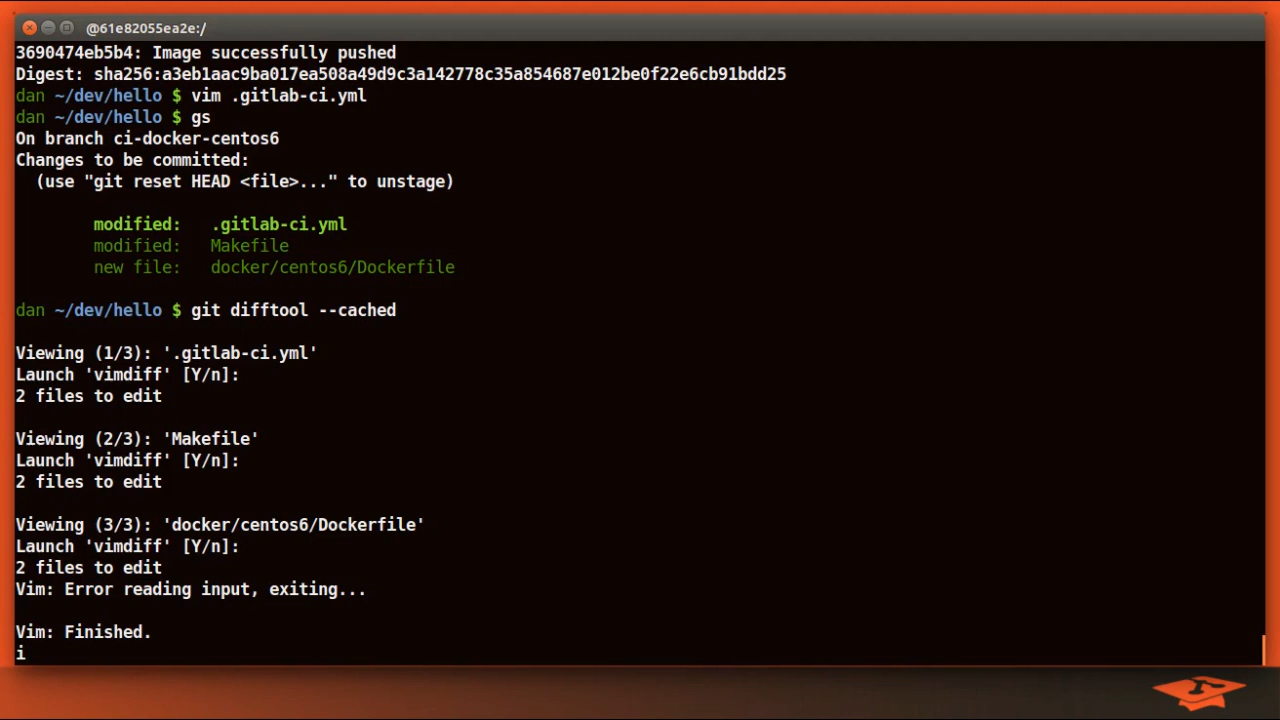 @61e82055ea2e:/
3690474eb5b4: Image successfully pushed
Digest: sha256:a3eb1aac9ba017ea508a49d9c3a142778c35a854687e012be0f22e6cb91bdd25
dan ~/dev/hello $ vim .gitlab-ci.yml
dan ~/dev/hello $ gs
On branch ci-docker-centos6
Changes to be committed:
  (use "git reset HEAD <file>..." to unstage)
        modified:   .gitlab-ci.yml
        modified:   Makefile
        new file:   docker/centos6/Dockerfile
dan ~/dev/hello $ git difftool --cached
Viewing (1/3): '.gitlab-ci.yml'
Launch 'vimdiff' [Y/n]:
2 files to edit
Viewing (2/3): 'Makefile'
Launch 'vimdiff' [Y/n]:
2 files to edit
Viewing (3/3): 'docker/centos6/Dockerfile'
Launch 'vimdiff' [Y/n]:
2 files to edit
Vim: Error reading input, exiting...
Vim: Finished.
i